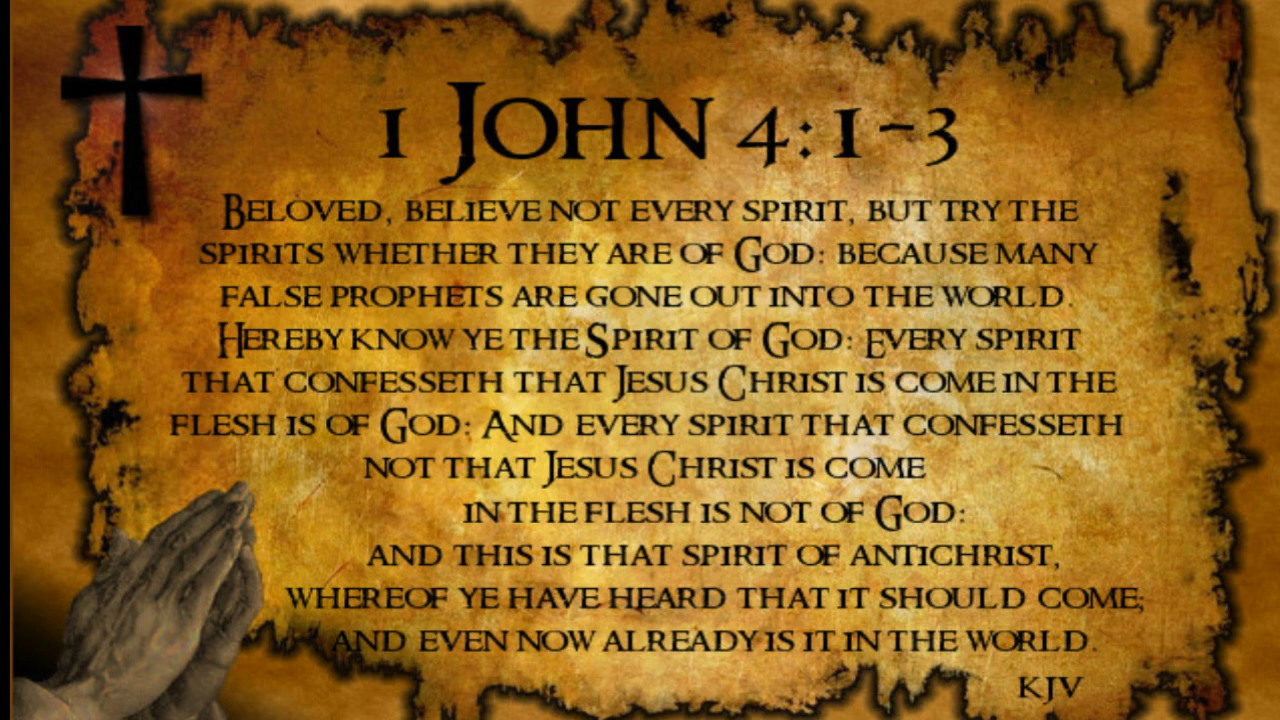 1 John 4:1-3
Beloved, believe not every spirit, but try the
spirits whether they are of God: because many
false prophets are gone out into the world.
Hereby know ye the Spirit of God: Every spirit
that confesseth that Jesus Christ is come in the
flesh is of God: And every spirit that confesseth
not that Jesus Christ is come
in the flesh is not of God:
and this is that spirit of antichrist,
whereof ye have heard that it should come;
and even now already is it in the world.
KJV